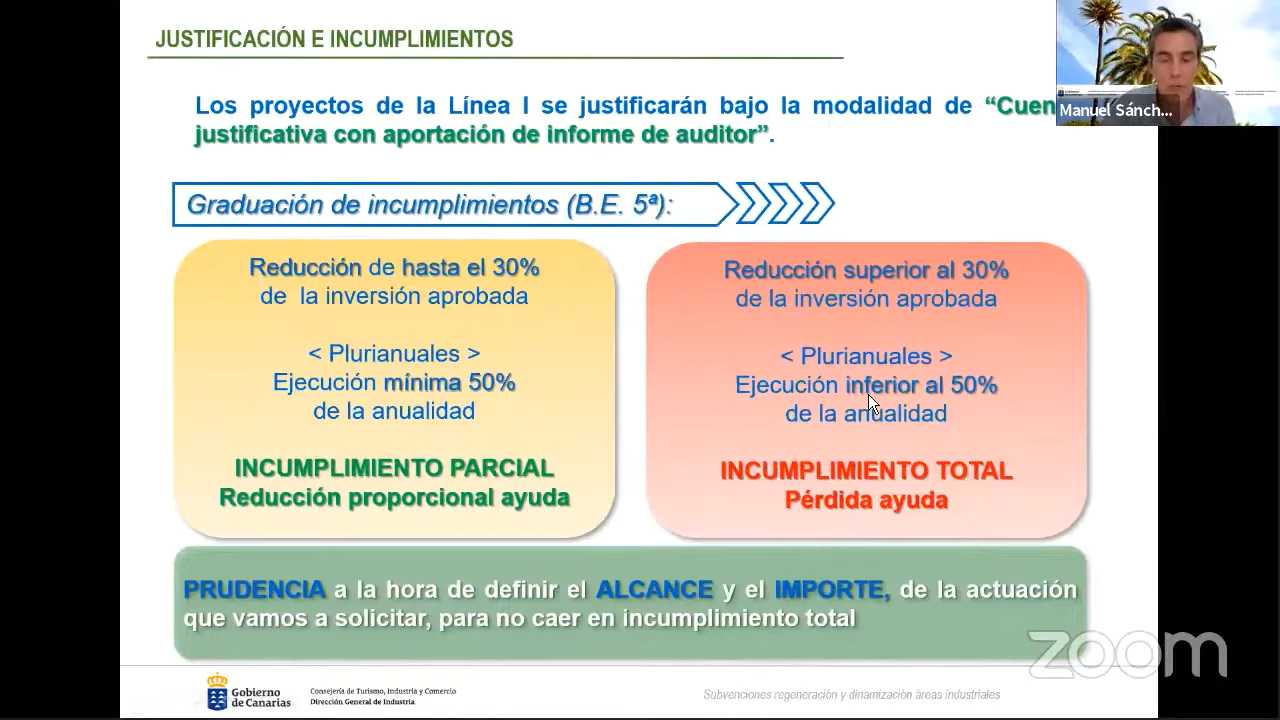 JUSTIFICACIÓN E INCUMPLIMIENTOS
Manuel Sánch...
Los proyectos de la Línea I se justificarán bajo la modalidad de “Cuen
justificativa con aportación de informe de auditor”.
Graduación de incumplimientos (B.E. 5ª):
Reducción de hasta el 30%
de la inversión aprobada
< Plurianuales >
Ejecución mínima 50%
de la anualidad
INCUMPLIMIENTO PARCIAL
Reducción proporcional ayuda
Reducción superior al 30%
de la inversión aprobada
< Plurianuales >
Ejecución inferior al 50%
de la anualidad
INCUMPLIMIENTO TOTAL
Pérdida ayuda
PRUDENCIA a la hora de definir el ALCANCE y el IMPORTE, de la actuación
que vamos a solicitar, para no caer en incumplimiento total
zoom
Gobierno
de Canarias
Consejería de Turismo, Industria y Comercio
Dirección General de Industria
Subvenciones regeneración y dinamización áreas industriales